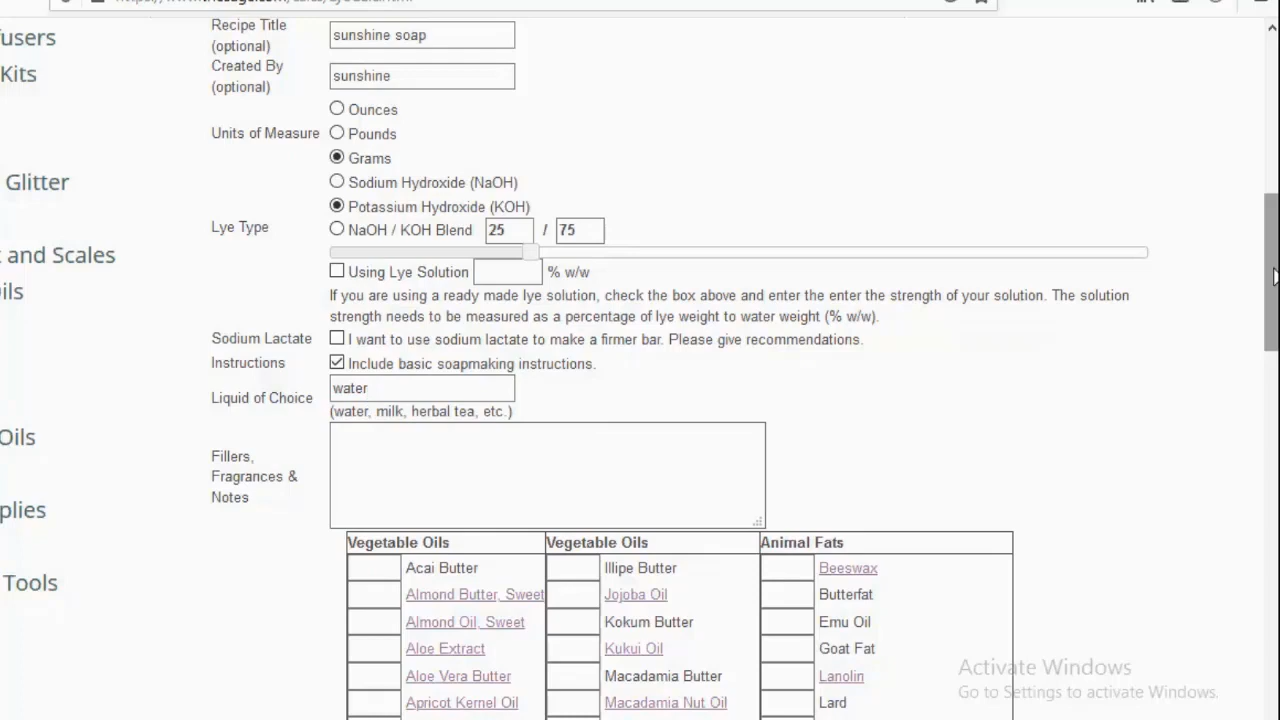 fusers
Kits
Glitter
and Scales
ils
Oils
plies
Tools
Recipe Title
(optional)
sunshine soap
Created By
(optional)
sunshine
Units of Measure
Ounces
Pounds
Grams
Lye Type
Sodium Hydroxide (NaOH)
Potassium Hydroxide (KOH)
NaOH / KOH Blend 25 / 75
Using Lye Solution % w/w
If you are using a ready made lye solution, check the box above and enter the enter the strength of your solution. The solution
strength needs to be measured as a percentage of lye weight to water weight (% w/w).
Sodium Lactate I want to use sodium lactate to make a firmer bar. Please give recommendations.
Instructions Include basic soapmaking instructions.
Liquid of Choice
water
(water, milk, herbal tea, etc.)
Fillers,
Fragrances &
Notes
Vegetable Oils Vegetable Oils Animal Fats
Acai Butter Illipe Butter Beeswax
Almond Butter, Sweet Jojoba Oil Butterfat
Almond Oil, Sweet Kokum Butter Emu Oil
Aloe Extract Kukui Oil Goat Fat
Aloe Vera Butter Macadamia Butter Lanolin
Apricot Kernel Oil Macadamia Nut Oil Lard
Activate Windows
Go to Settings to activate Windows.